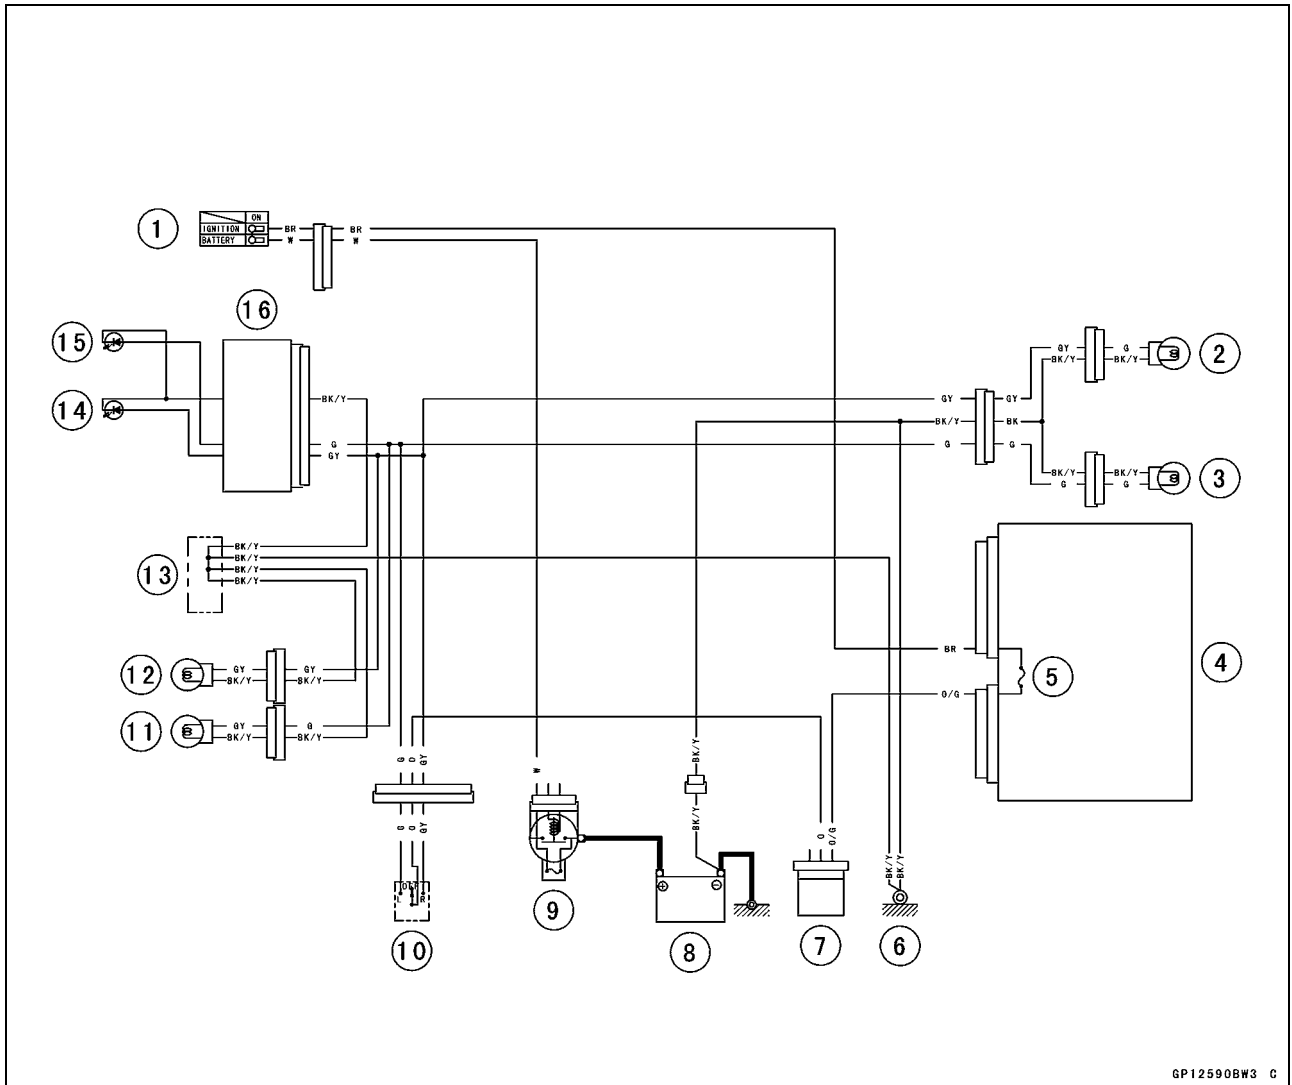 ON
1 IGNITION BR BR
BATTERY W W
16
15 2
GY G
BK/Y BK/Y
14 BK/Y GY GY
BK/Y BK
G G G
GY
BK/Y BK/Y 3
G G
BK/Y
BK/Y
13 BK/Y
BK/Y
BR 4
12 GY GY 5
BK/Y BK/Y
O/G
11 GY G
BK/Y BK/Y
G O GY W BK/Y
G O GY BK/Y O O/G
BK/Y BK/Y
OFF
L R
9 10 8 7 6
GP12590BW3 C